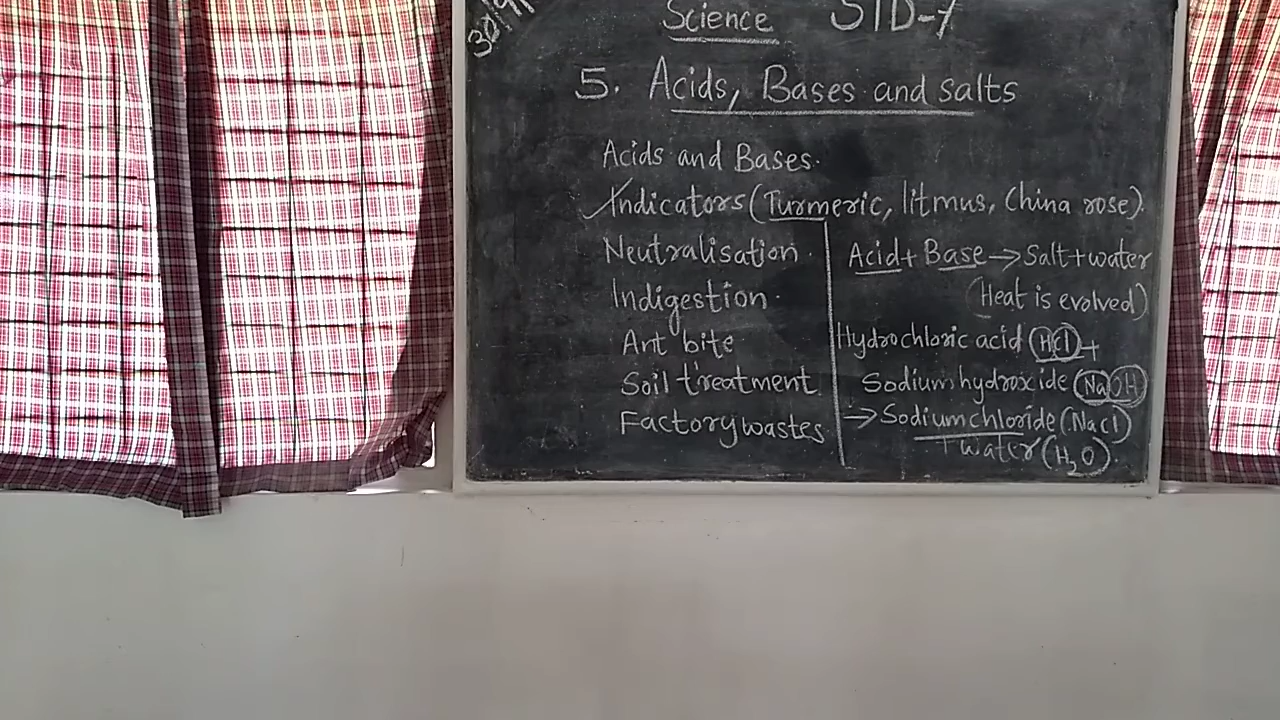 Science STD-7
5. Acids, Bases and salts
Acids and Bases.
Indicators (Turmeric, litmus, China rose).
Neutralisation.
Indigestion.
Ant bite
Soil treatment
Factory wastes
Acid + Base → Salt + water
(Heat is evolved)
Hydrochloric acid (HCl) +
Sodium hydroxide (NaOH)
→ Sodium chloride (NaCl)
+ water (H₂O).